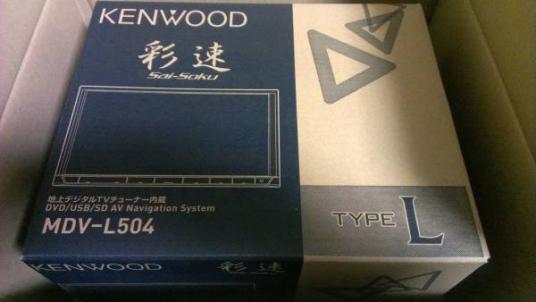 KENWOOD
彩速
Sai-Soku
地上デジタルTVチューナー内蔵
DVD/USB/SD AV Navigation System
MDV-L504
TYPE L
KENWOOD
彩速